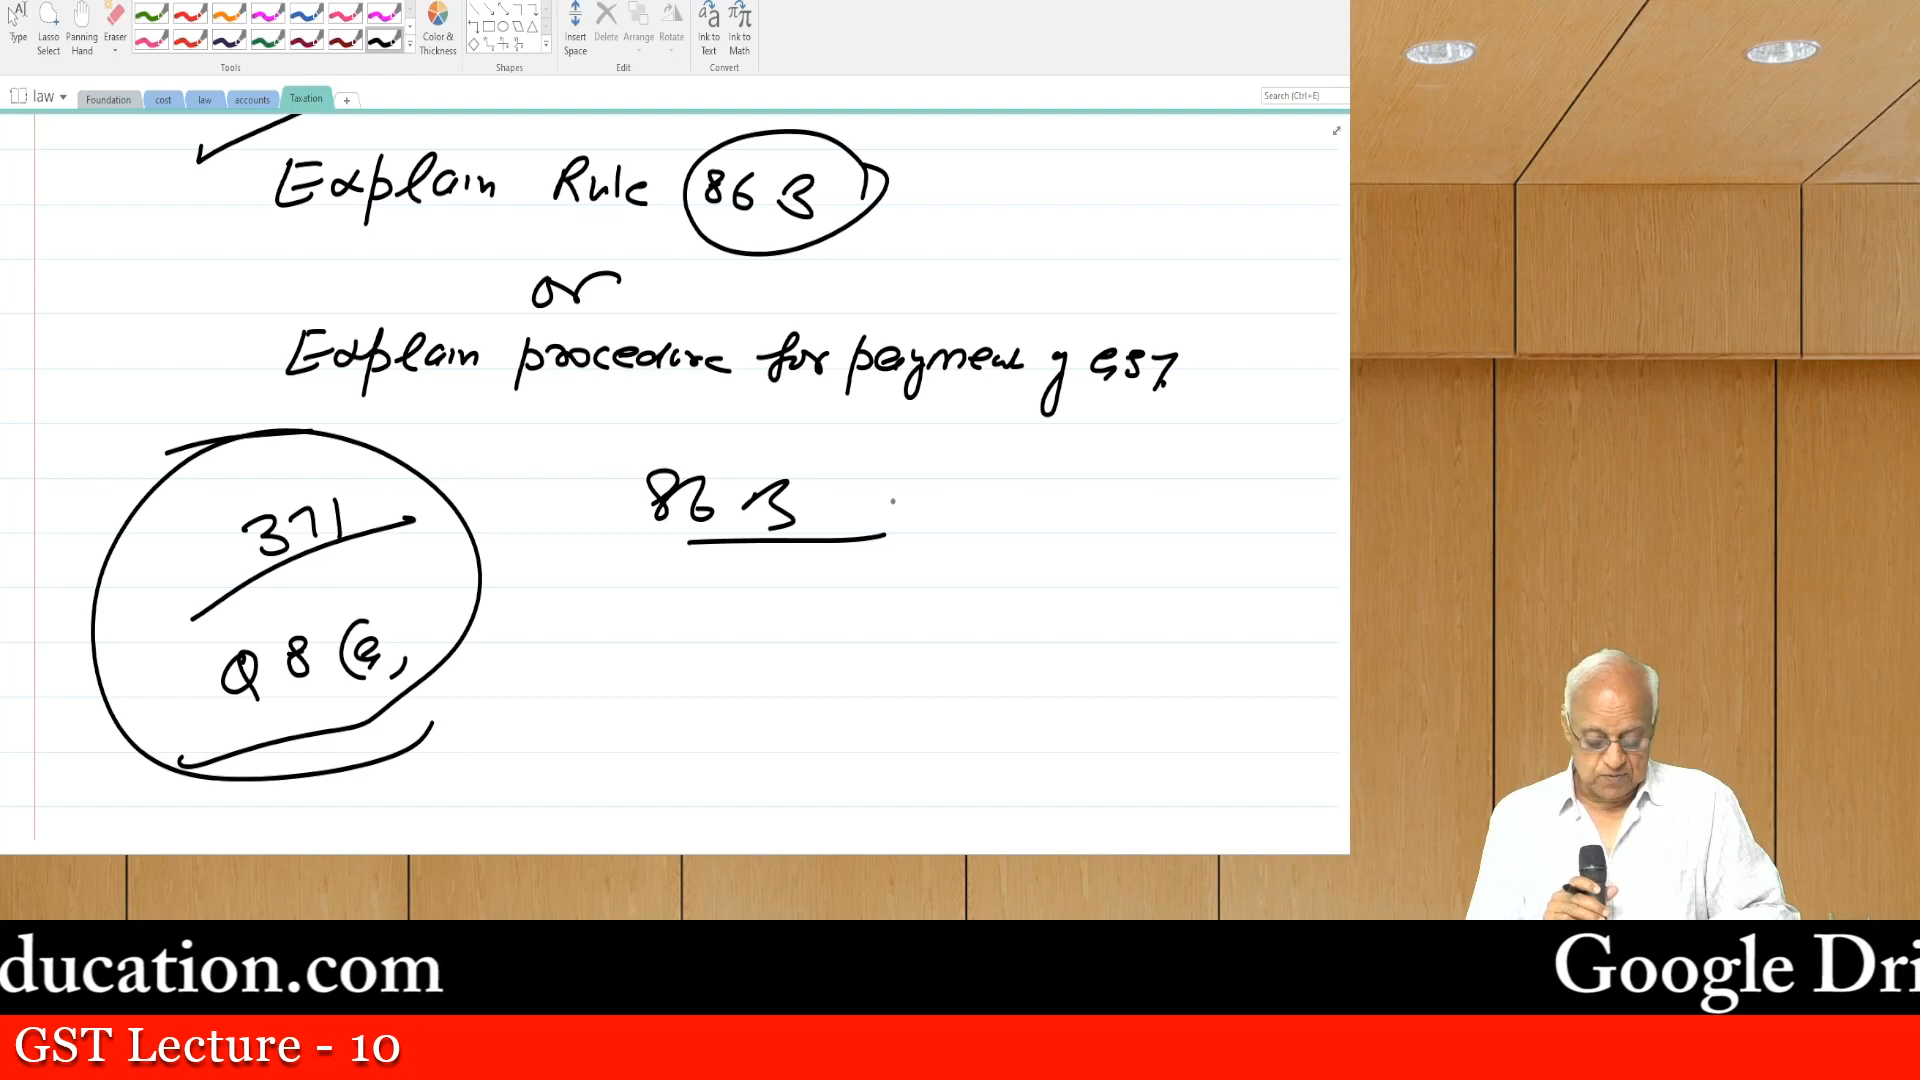 Type
Lasso Select
Panning Hand
Eraser
Color & Thickness
Insert Space
Delete
Arrange
Rotate
Ink to Text
Ink to Math
Tools
Shapes
Edit
Convert
law
Foundation
cost
law
accounts
Taxation
+
Search (Ctrl+E)
Explain Rule 86 B
or
Explain procedure for payment of GST
371
Q 8 (a)
86 B
ducation.com
Google Dri
GST Lecture - 10